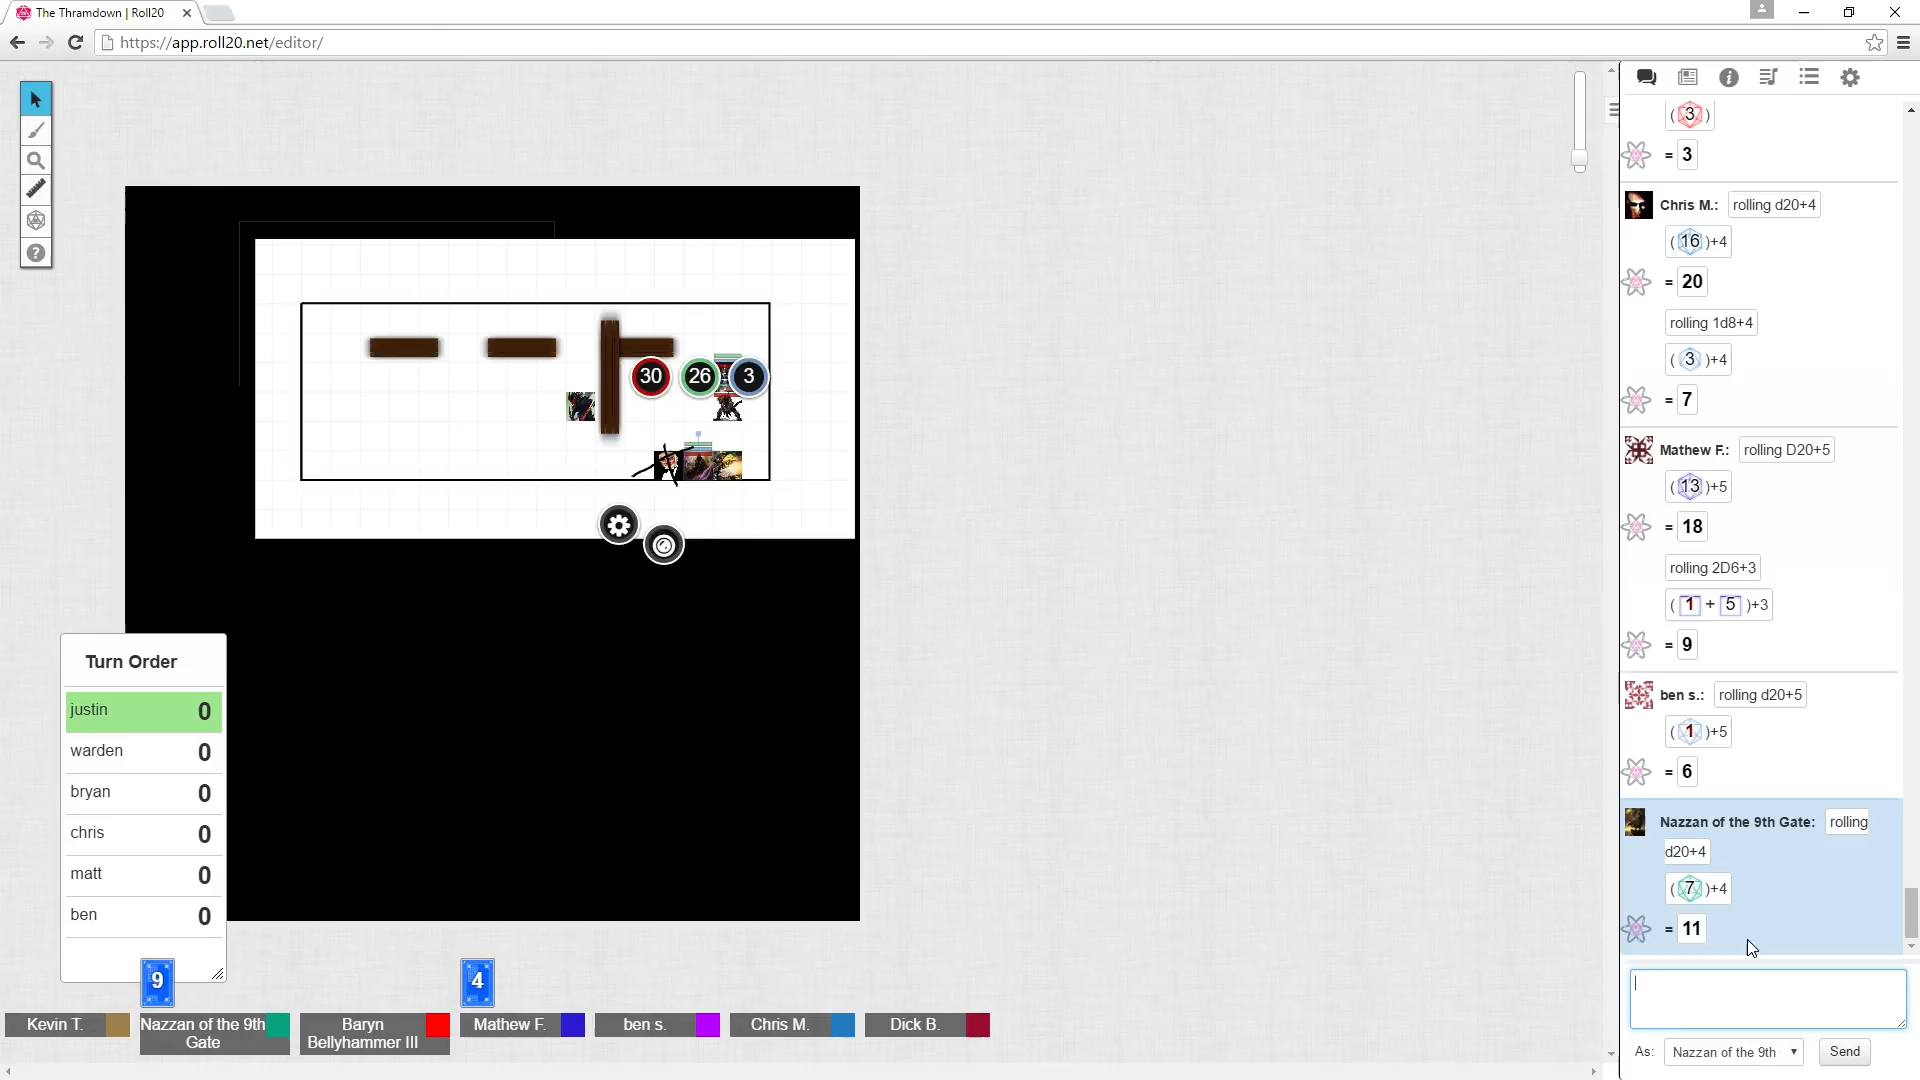 The Thramdown | Roll20
https://app.roll20.net/editor/
30
26
3
Turn Order
justin 0
warden 0
bryan 0
chris 0
matt 0
ben 0
9
4
Kevin T.
Nazzan of the 9th
Gate
Baryn
Bellyhammer III
Mathew F.
ben s.
Chris M.
Dick B.
( 3 )
= 3
Chris M.: rolling d20+4
( 16 )+4
= 20
rolling 1d8+4
( 3 )+4
= 7
Mathew F.: rolling D20+5
( 13 )+5
= 18
rolling 2D6+3
( 1 + 5 )+3
= 9
ben s.: rolling d20+5
( 1 )+5
= 6
Nazzan of the 9th Gate: rolling
d20+4
( 7 )+4
= 11
As: Nazzan of the 9th
Send